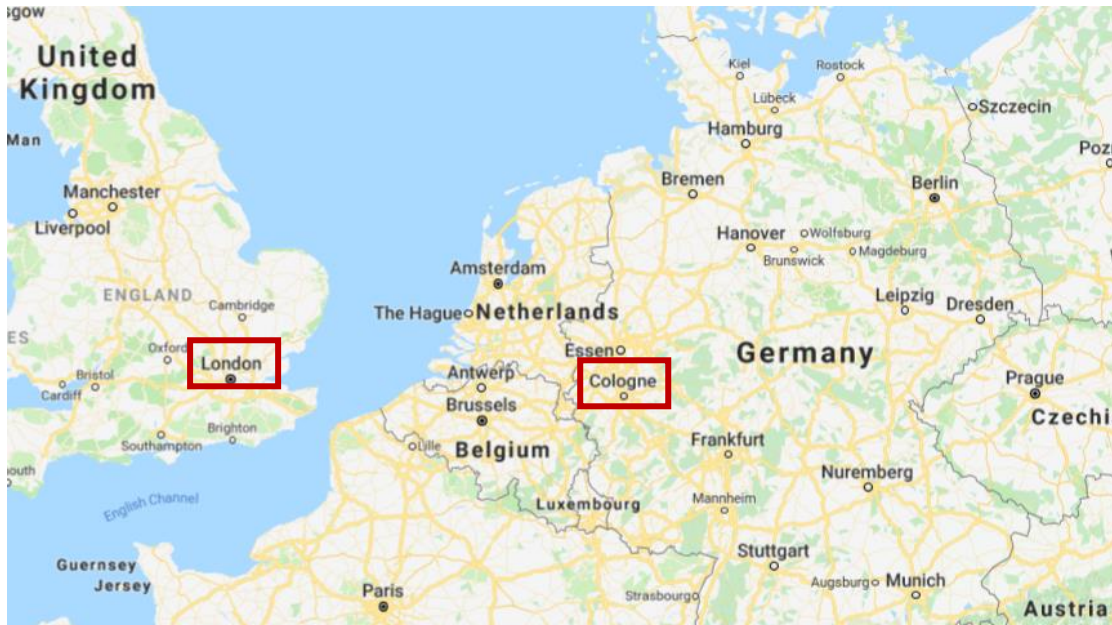 sgow
United
Kingdom
Man
Manchester
Liverpool
ENGLAND
Cambridge
ES
Oxford
London
Bristol
Cardiff
Southampton
Brighton
outh
English Channel
Guernsey
Jersey
Kiel
Rostock
Lübeck
Szczecin
Hamburg
Pozn
Bremen
Berlin
Hanover
Wolfsburg
Brunswick
Magdeburg
Amsterdam
The Hague
Netherlands
Leipzig
Dresden
Essen
Germany
Cologne
Antwerp
Brussels
Prague
Czechi
Lille
Belgium
Frankfurt
Nuremberg
Luxembourg
Mannheim
Stuttgart
Paris
Strasbourg
Augsburg
Munich
Austria